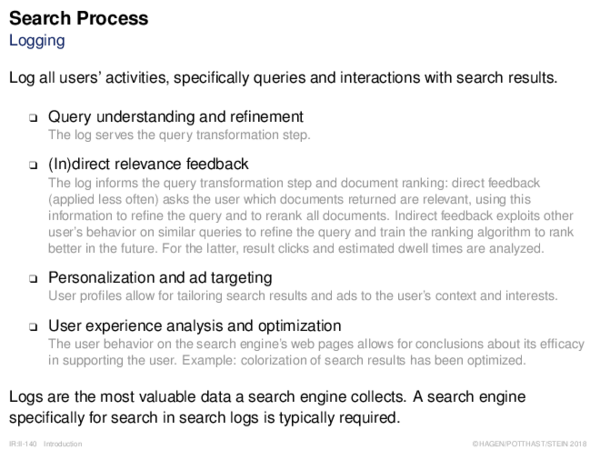 Search Process
Logging
Log all users' activities, specifically queries and interactions with search results.
❏ Query understanding and refinement
The log serves the query transformation step.
❏ (In)direct relevance feedback
The log informs the query transformation step and document ranking: direct feedback
(applied less often) asks the user which documents returned are relevant, using this
information to refine the query and to rerank all documents. Indirect feedback exploits other
user's behavior on similar queries to refine the query and train the ranking algorithm to rank
better in the future. For the latter, result clicks and estimated dwell times are analyzed.
❏ Personalization and ad targeting
User profiles allow for tailoring search results and ads to the user's context and interests.
❏ User experience analysis and optimization
The user behavior on the search engine's web pages allows for conclusions about its efficacy
in supporting the user. Example: colorization of search results has been optimized.
Logs are the most valuable data a search engine collects. A search engine
specifically for search in search logs is typically required.
IR:II-140 Introduction ©HAGEN/POTTHAST/STEIN 2018